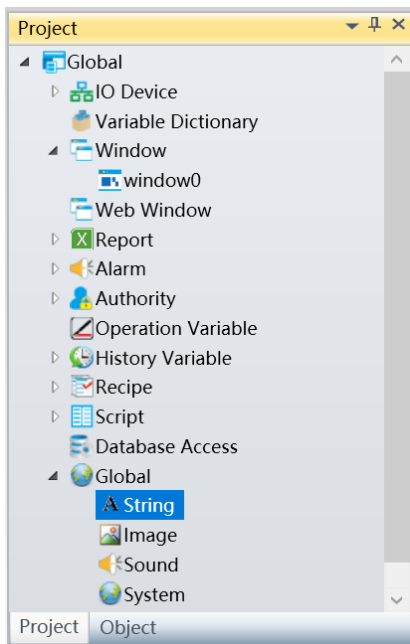 Project
Global
IO Device
Variable Dictionary
Window
window0
Web Window
Report
Alarm
Authority
Operation Variable
History Variable
Recipe
Script
Database Access
Global
A String
Image
Sound
System
Project Object